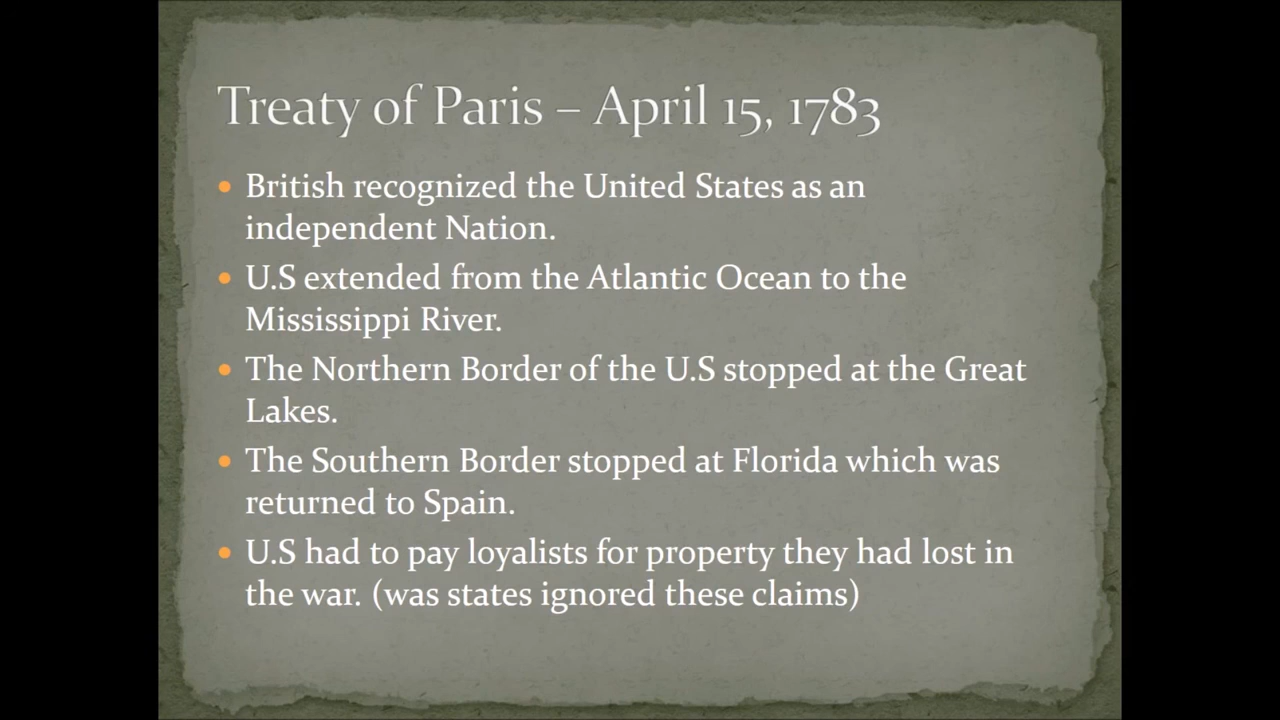 Treaty of Paris – April 15, 1783
• British recognized the United States as an
independent Nation.
• U.S extended from the Atlantic Ocean to the
Mississippi River.
• The Northern Border of the U.S stopped at the Great
Lakes.
• The Southern Border stopped at Florida which was
returned to Spain.
• U.S had to pay loyalists for property they had lost in
the war. (was states ignored these claims)